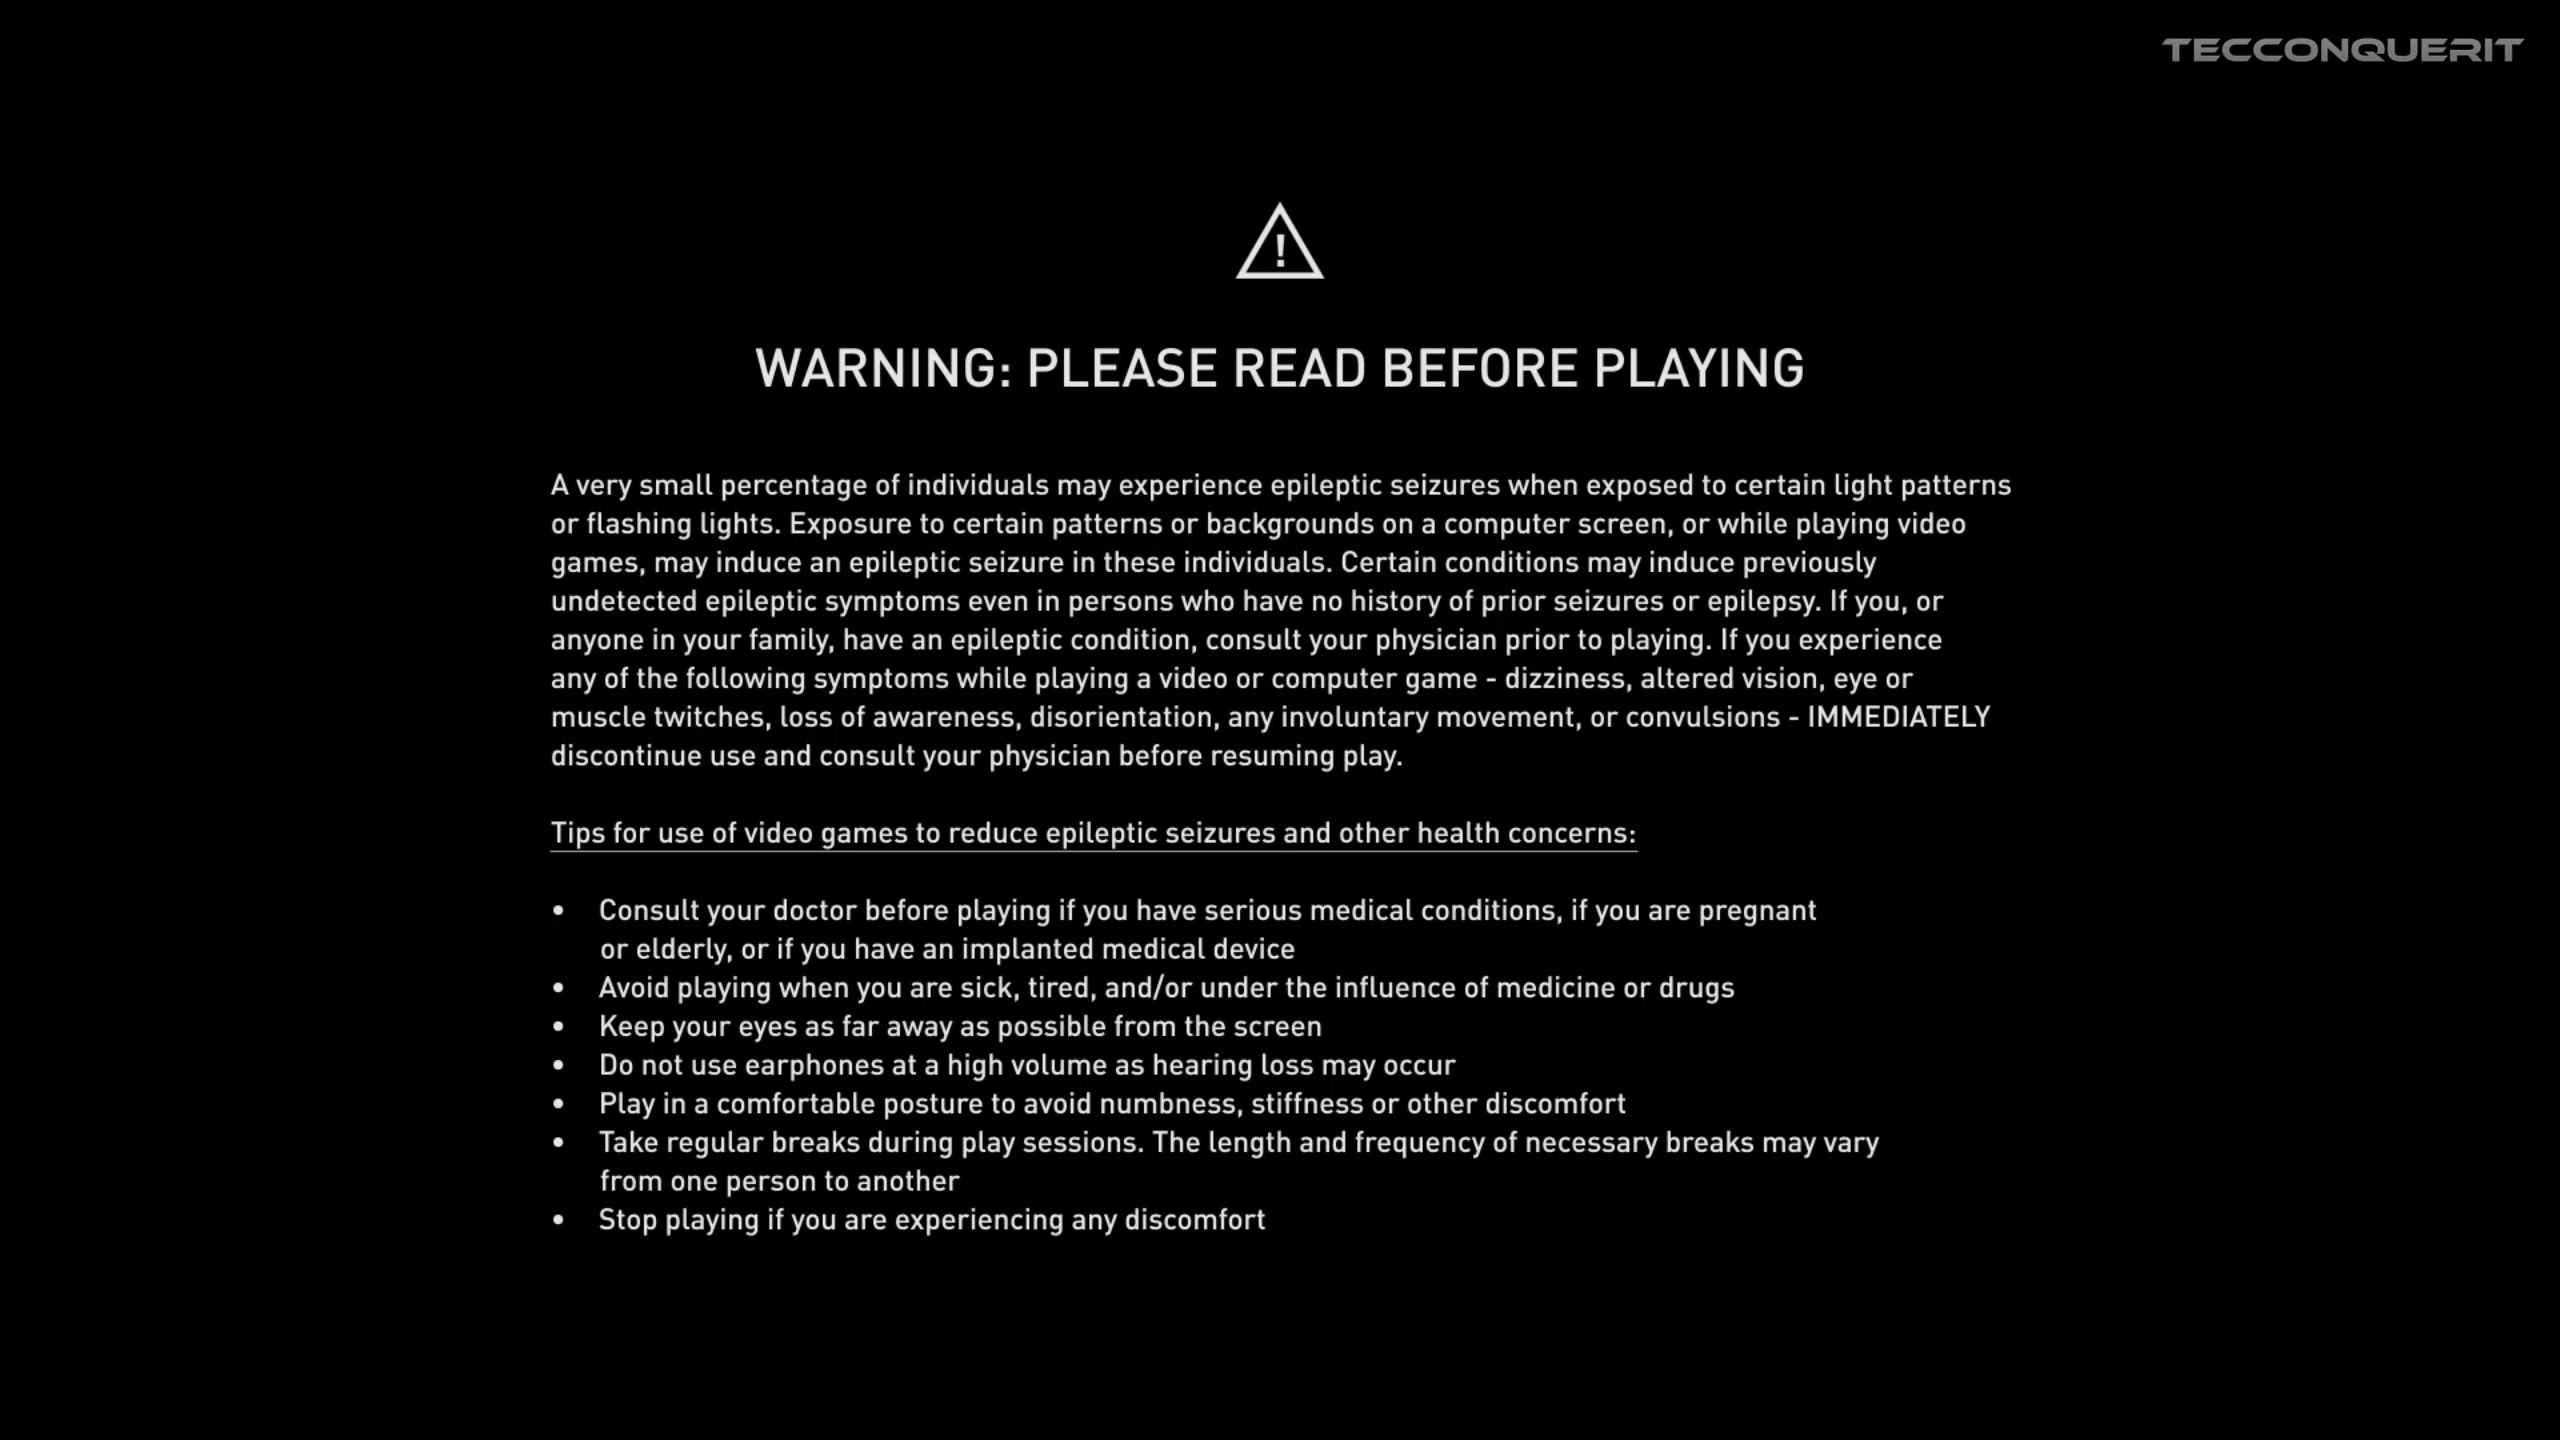 TECCONQUERIT
!
WARNING: PLEASE READ BEFORE PLAYING
A very small percentage of individuals may experience epileptic seizures when exposed to certain light patterns
or flashing lights. Exposure to certain patterns or backgrounds on a computer screen, or while playing video
games, may induce an epileptic seizure in these individuals. Certain conditions may induce previously
undetected epileptic symptoms even in persons who have no history of prior seizures or epilepsy. If you, or
anyone in your family, have an epileptic condition, consult your physician prior to playing. If you experience
any of the following symptoms while playing a video or computer game - dizziness, altered vision, eye or
muscle twitches, loss of awareness, disorientation, any involuntary movement, or convulsions - IMMEDIATELY
discontinue use and consult your physician before resuming play.
Tips for use of video games to reduce epileptic seizures and other health concerns:
• Consult your doctor before playing if you have serious medical conditions, if you are pregnant
or elderly, or if you have an implanted medical device
• Avoid playing when you are sick, tired, and/or under the influence of medicine or drugs
• Keep your eyes as far away as possible from the screen
• Do not use earphones at a high volume as hearing loss may occur
• Play in a comfortable posture to avoid numbness, stiffness or other discomfort
• Take regular breaks during play sessions. The length and frequency of necessary breaks may vary
from one person to another
• Stop playing if you are experiencing any discomfort